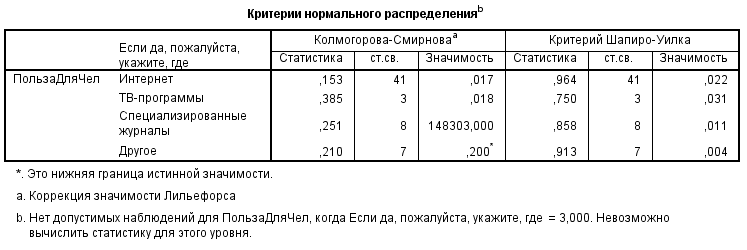 Критерии нормального распределенияb
Если да, пожалуйста, укажите, где Колмогорова-Смирноваa Критерий Шапиро-Уилка
Статистика ст.св. Значимость Статистика ст.св. Значимость
ПользаДляЧел Интернет ,153 41 ,017 ,964 41 ,022
ТВ-программы ,385 3 ,018 ,750 3 ,031
Специализированные журналы ,251 8 148303,000 ,858 8 ,011
Другое ,210 7 ,200* ,913 7 ,004
*. Это нижняя граница истинной значимости.
a. Коррекция значимости Лильефорса
b. Нет допустимых наблюдений для ПользаДляЧел, когда Если да, пожалуйста, укажите, где = 3,000. Невозможно
вычислить статистику для этого уровня.